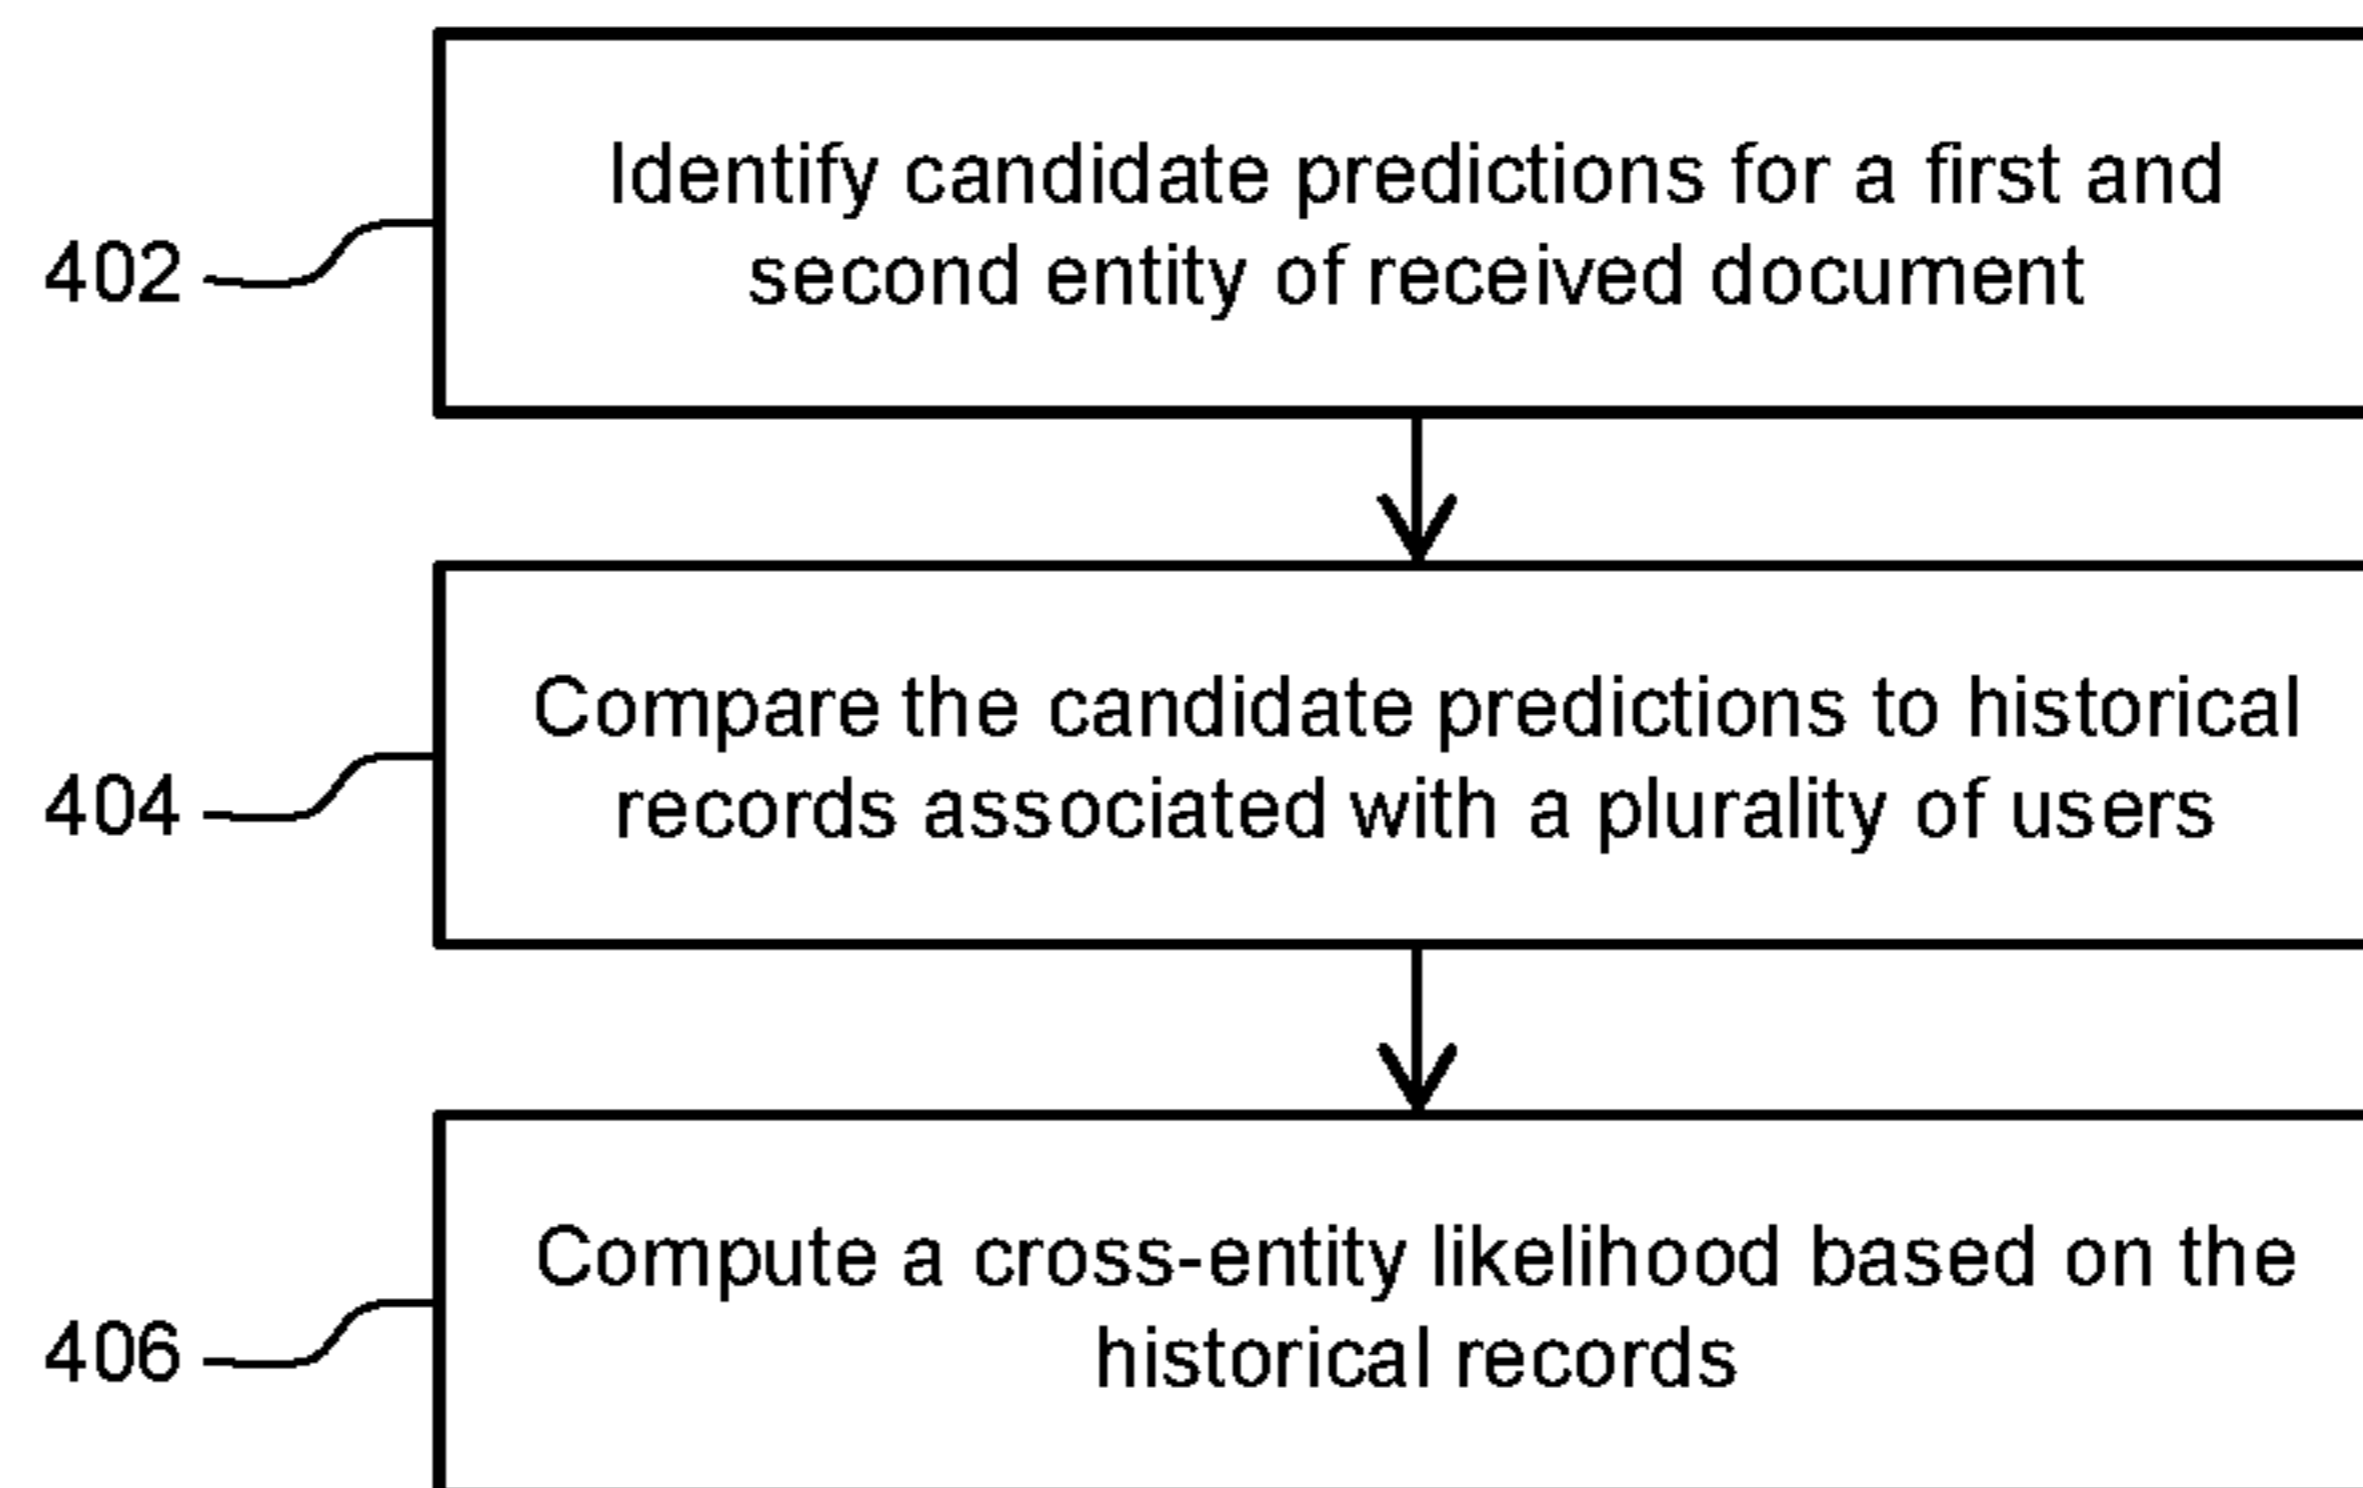 Identify candidate predictions for a first and
402 second entity of received document
Compare the candidate predictions to historical
404 records associated with a plurality of users
Compute a cross-entity likelihood based on the
406 historical records